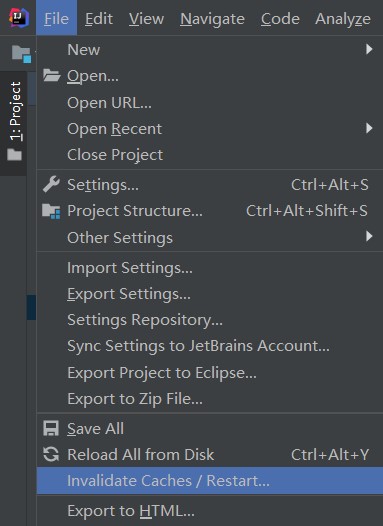 File Edit View Navigate Code Analyze
New
Open...
Open URL...
Open Recent
Close Project
Settings... Ctrl+Alt+S
Project Structure... Ctrl+Alt+Shift+S
Other Settings
Import Settings...
Export Settings...
Settings Repository...
Sync Settings to JetBrains Account...
Export Project to Eclipse...
Export to Zip File...
Save All
Reload All from Disk Ctrl+Alt+Y
Invalidate Caches / Restart...
Export to HTML...
1: Project
IJ